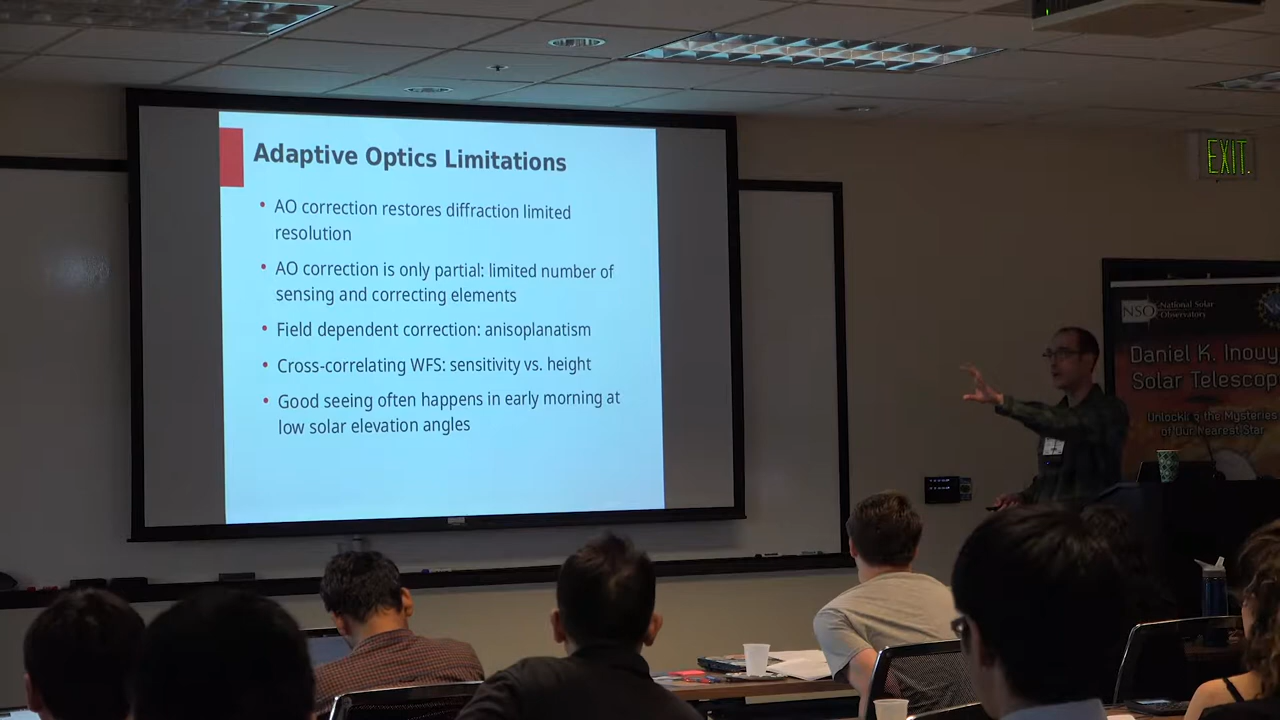 Adaptive Optics Limitations
• AO correction restores diffraction limited
resolution
• AO correction is only partial: limited number of
sensing and correcting elements
• Field dependent correction: anisoplanatism
• Cross-correlating WFS: sensitivity vs. height
• Good seeing often happens in early morning at
low solar elevation angles
EXIT
NSO National Solar
Observatory
Daniel K. Inouy
Solar Telescop
Unlocking the Mysteries
of Our Nearest Star